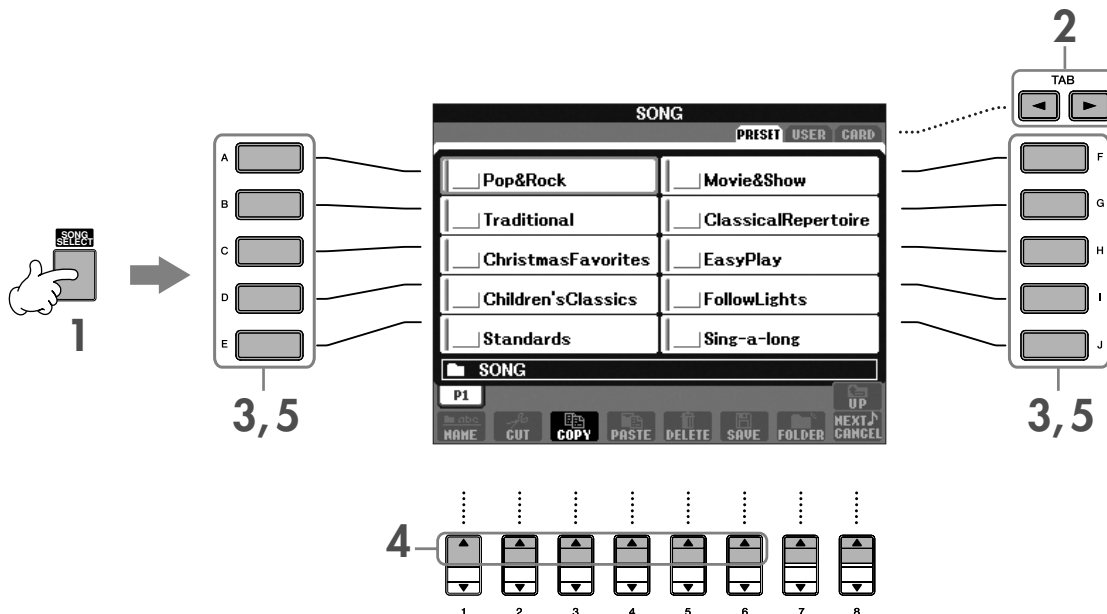 2
TAB
SONG
PRESET USER CARD
A
F
Pop&Rock
Movie&Show
B
G
Traditional
ClassicalRepertoire
SONG
SELECT
C
H
ChristmasFavorites
EasyPlay
D
I
Children'sClassics
FollowLights
1
E
J
Standards
Sing-a-long
SONG
P1
UP
3, 5
3, 5
NAME CUT COPY PASTE DELETE SAVE FOLDER NEXT♪
CANCEL
4
1 2 3 4 5 6 7 8